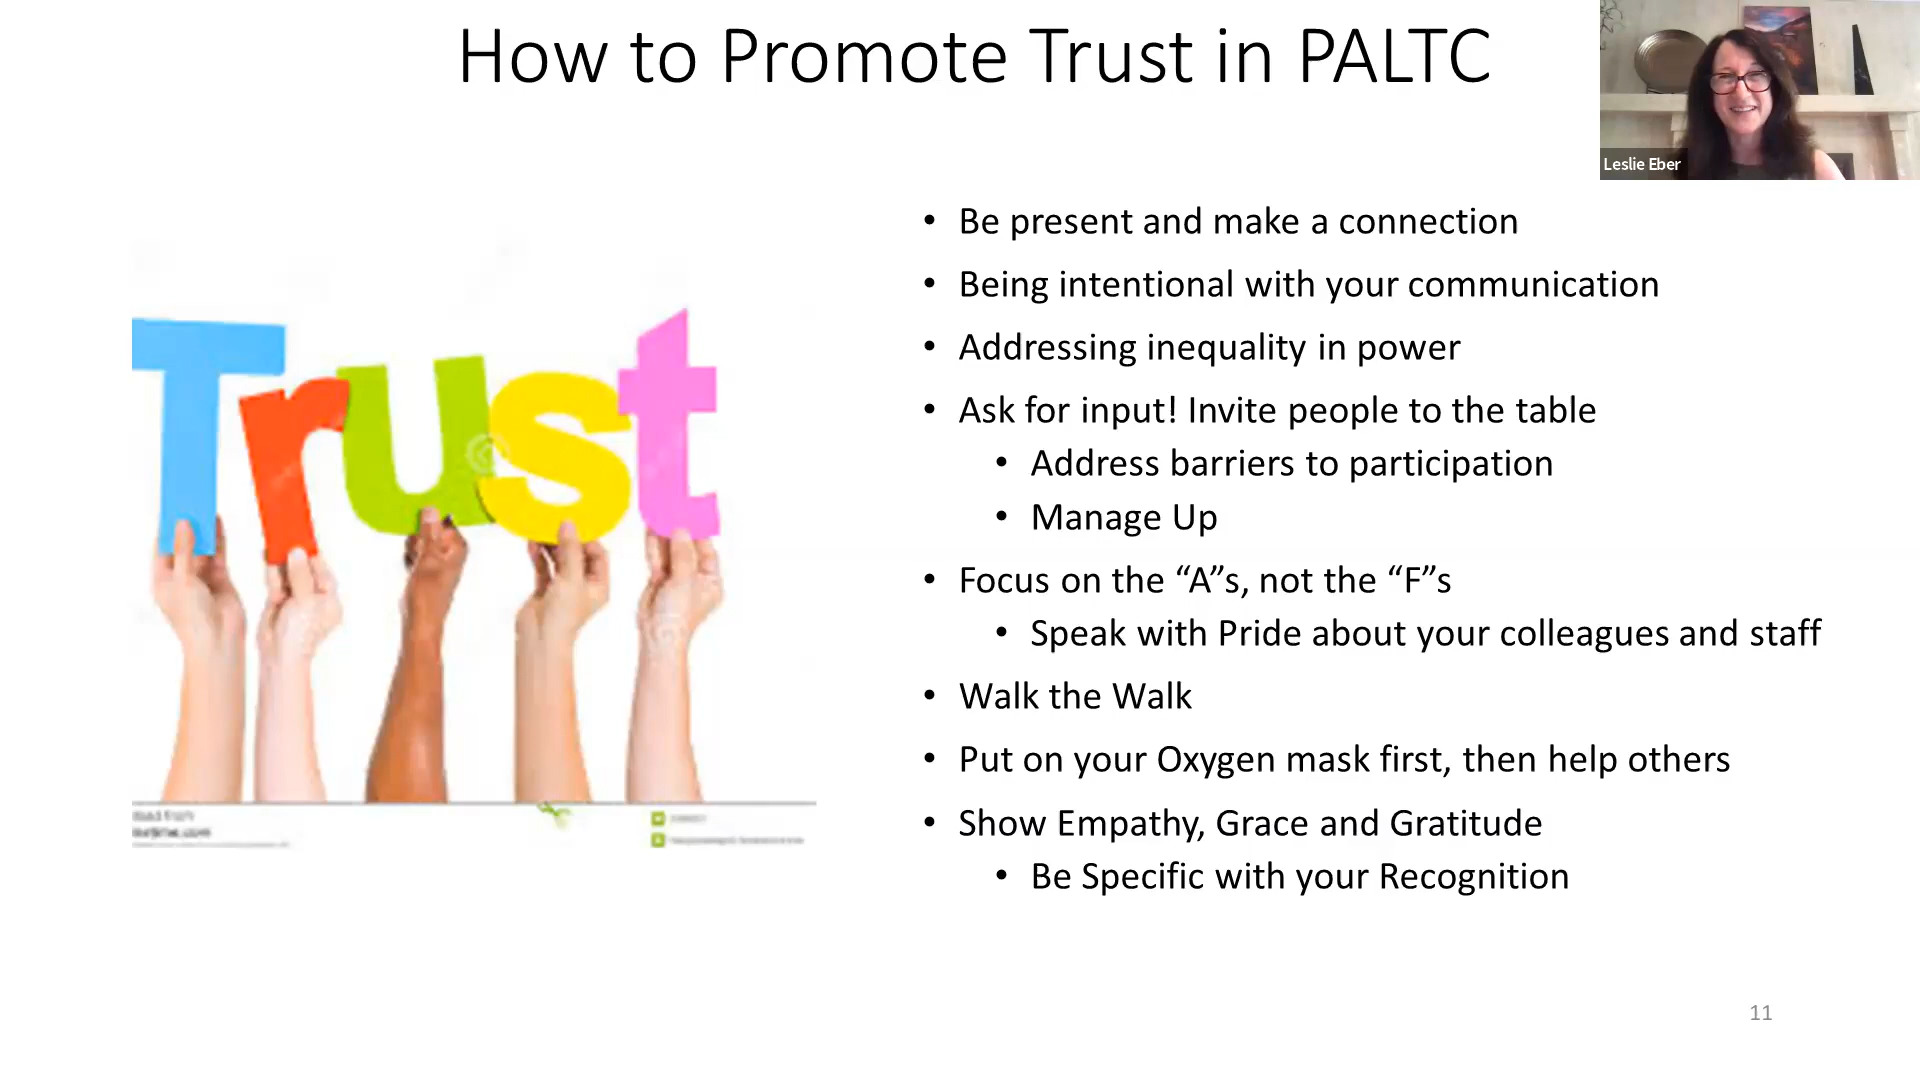 How to Promote Trust in PALTC
Leslie Eber
Trust
• Be present and make a connection
• Being intentional with your communication
• Addressing inequality in power
• Ask for input! Invite people to the table
• Address barriers to participation
• Manage Up
• Focus on the “A”s, not the “F”s
• Speak with Pride about your colleagues and staff
• Walk the Walk
• Put on your Oxygen mask first, then help others
• Show Empathy, Grace and Gratitude
• Be Specific with your Recognition
11